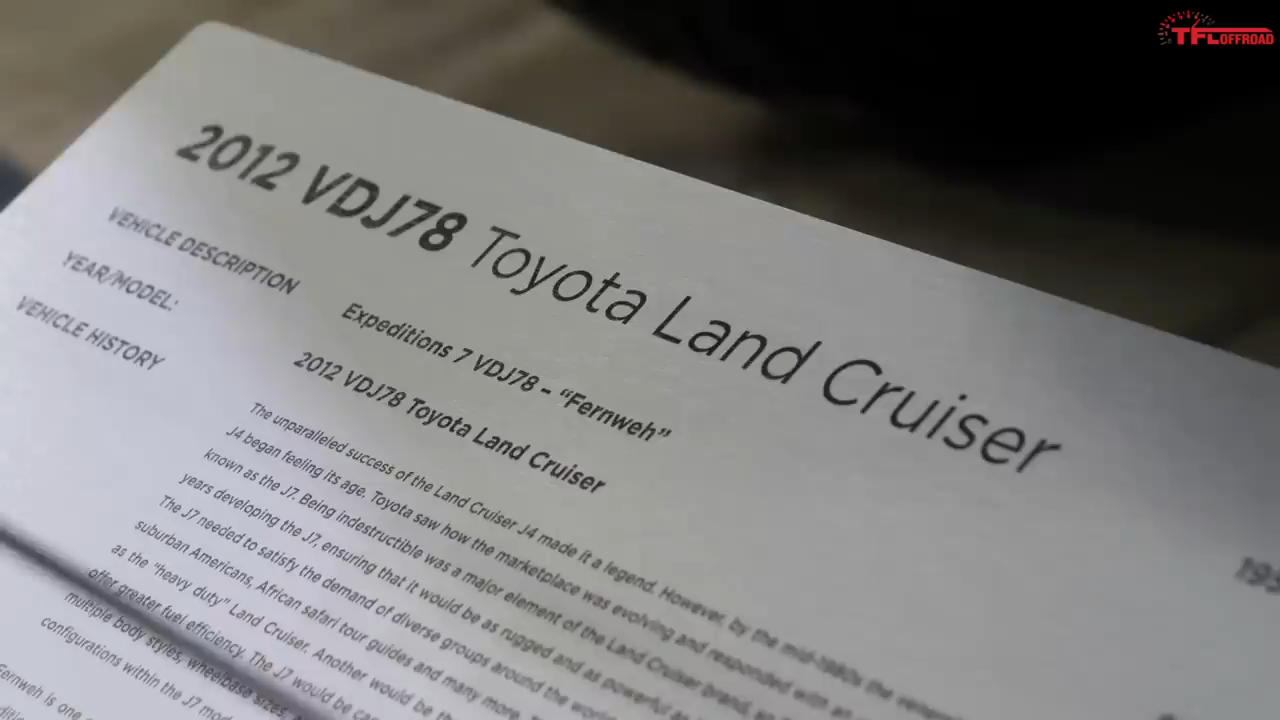 TFLOFFROAD
2012 VDJ78 Toyota Land Cruiser
VEHICLE DESCRIPTION
Expeditions 7 VDJ78 – “Fernweh”
YEAR/MODEL:
2012 VDJ78 Toyota Land Cruiser
VEHICLE HISTORY
The unparalleled success of the Land Cruiser J4 made it a legend. However, by the mid-1980s the venerable
J4 began feeling its age. Toyota saw how the marketplace was evolving and responded with an
known as the J7. Being indestructible was a major element of the Land Cruiser brand, so
years developing the J7, ensuring that it would be as rugged and as powerful as
The J7 needed to satisfy the demand of diverse groups around the world
suburban Americans, African safari tour guides and many more.
as the “heavy duty” Land Cruiser. Another would be
offer greater fuel efficiency. The J7 would be
multiple body styles, wheelbase sizes,
configurations within the J7
Fernweh is one